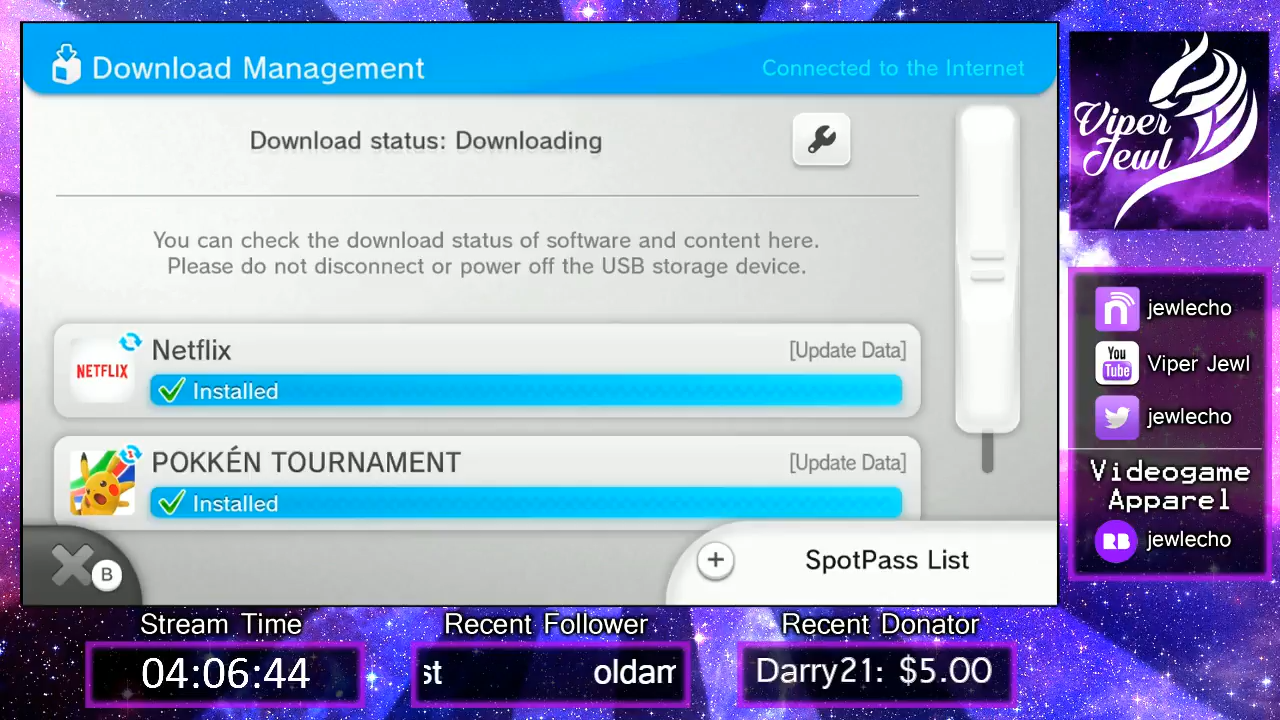 Download Management
Connected to the Internet
Download status: Downloading
You can check the download status of software and content here.
Please do not disconnect or power off the USB storage device.
NETFLIX
Netflix
[Update Data]
Installed
POKKÉN TOURNAMENT
[Update Data]
Installed
B
+
SpotPass List
Viper
Jewl
n jewlecho
You
Tube
Viper Jewl
jewlecho
Videogame
Apparel
RB jewlecho
Stream Time
04:06:44
Recent Follower
st oldam
Recent Donator
Darry21: $5.00